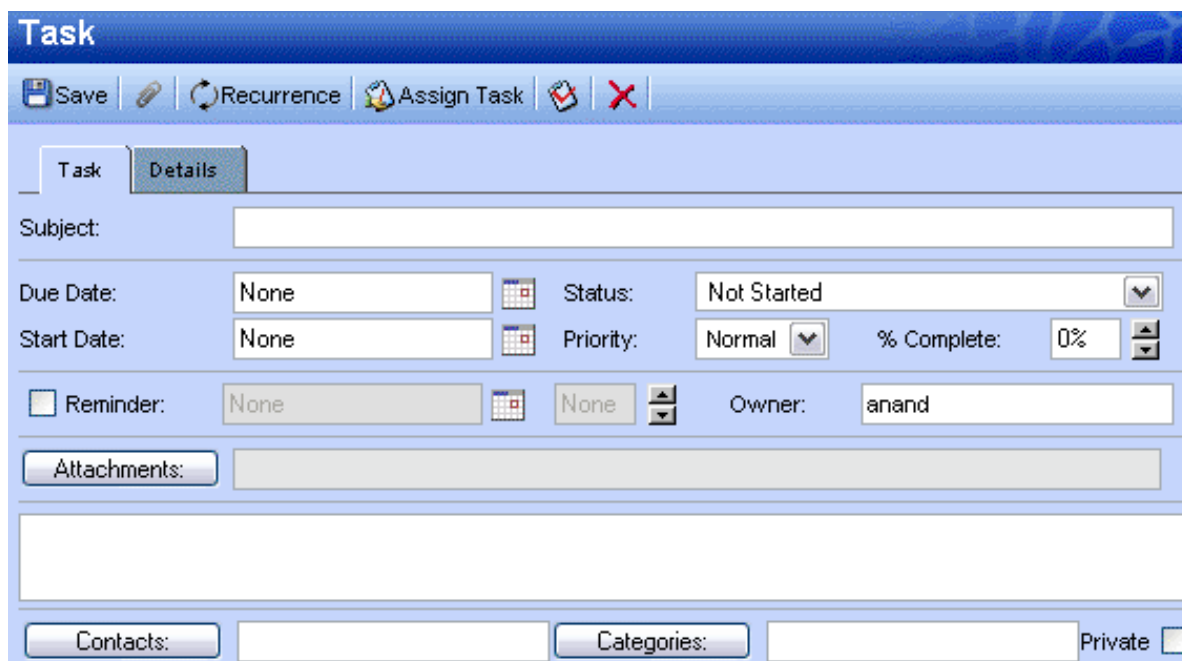 Task
Save Recurrence Assign Task
Task Details
Subject:
Due Date: None Status: Not Started
Start Date: None Priority: Normal % Complete: 0%
Reminder: None None Owner: anand
Attachments:
Contacts: Categories: Private